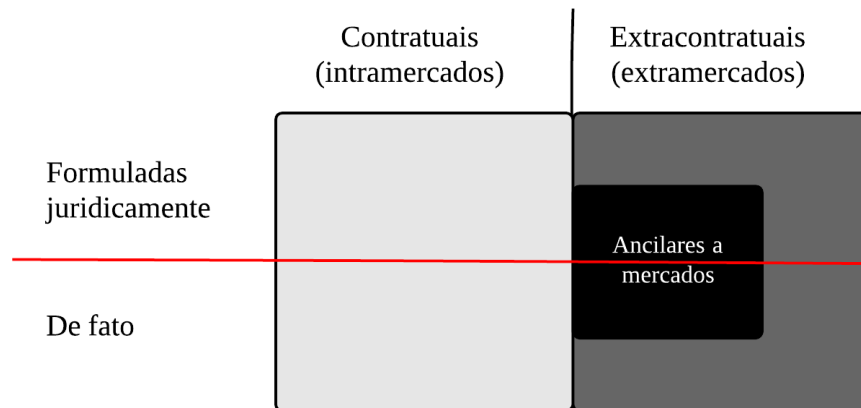 Contratuais
(intramercados)
Extracontratuais
(extramercados)
Formuladas
juridicamente
Ancilares a
mercados
De fato